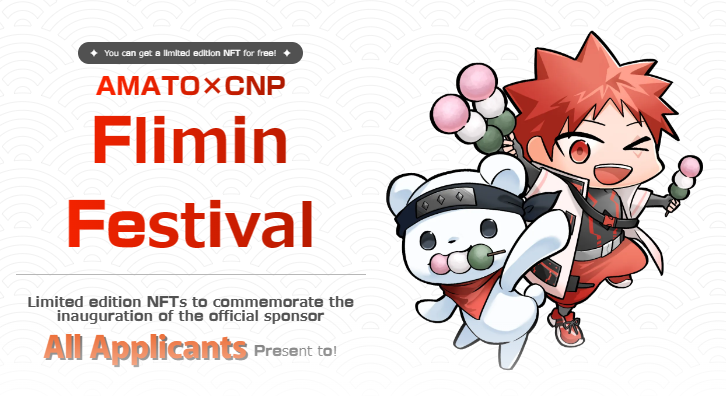 ✦ You can get a limited edition NFT for free! ✦
AMATO×CNP
Flimin
Festival
Limited edition NFTs to commemorate the
inauguration of the official sponsor
All Applicants Present to!